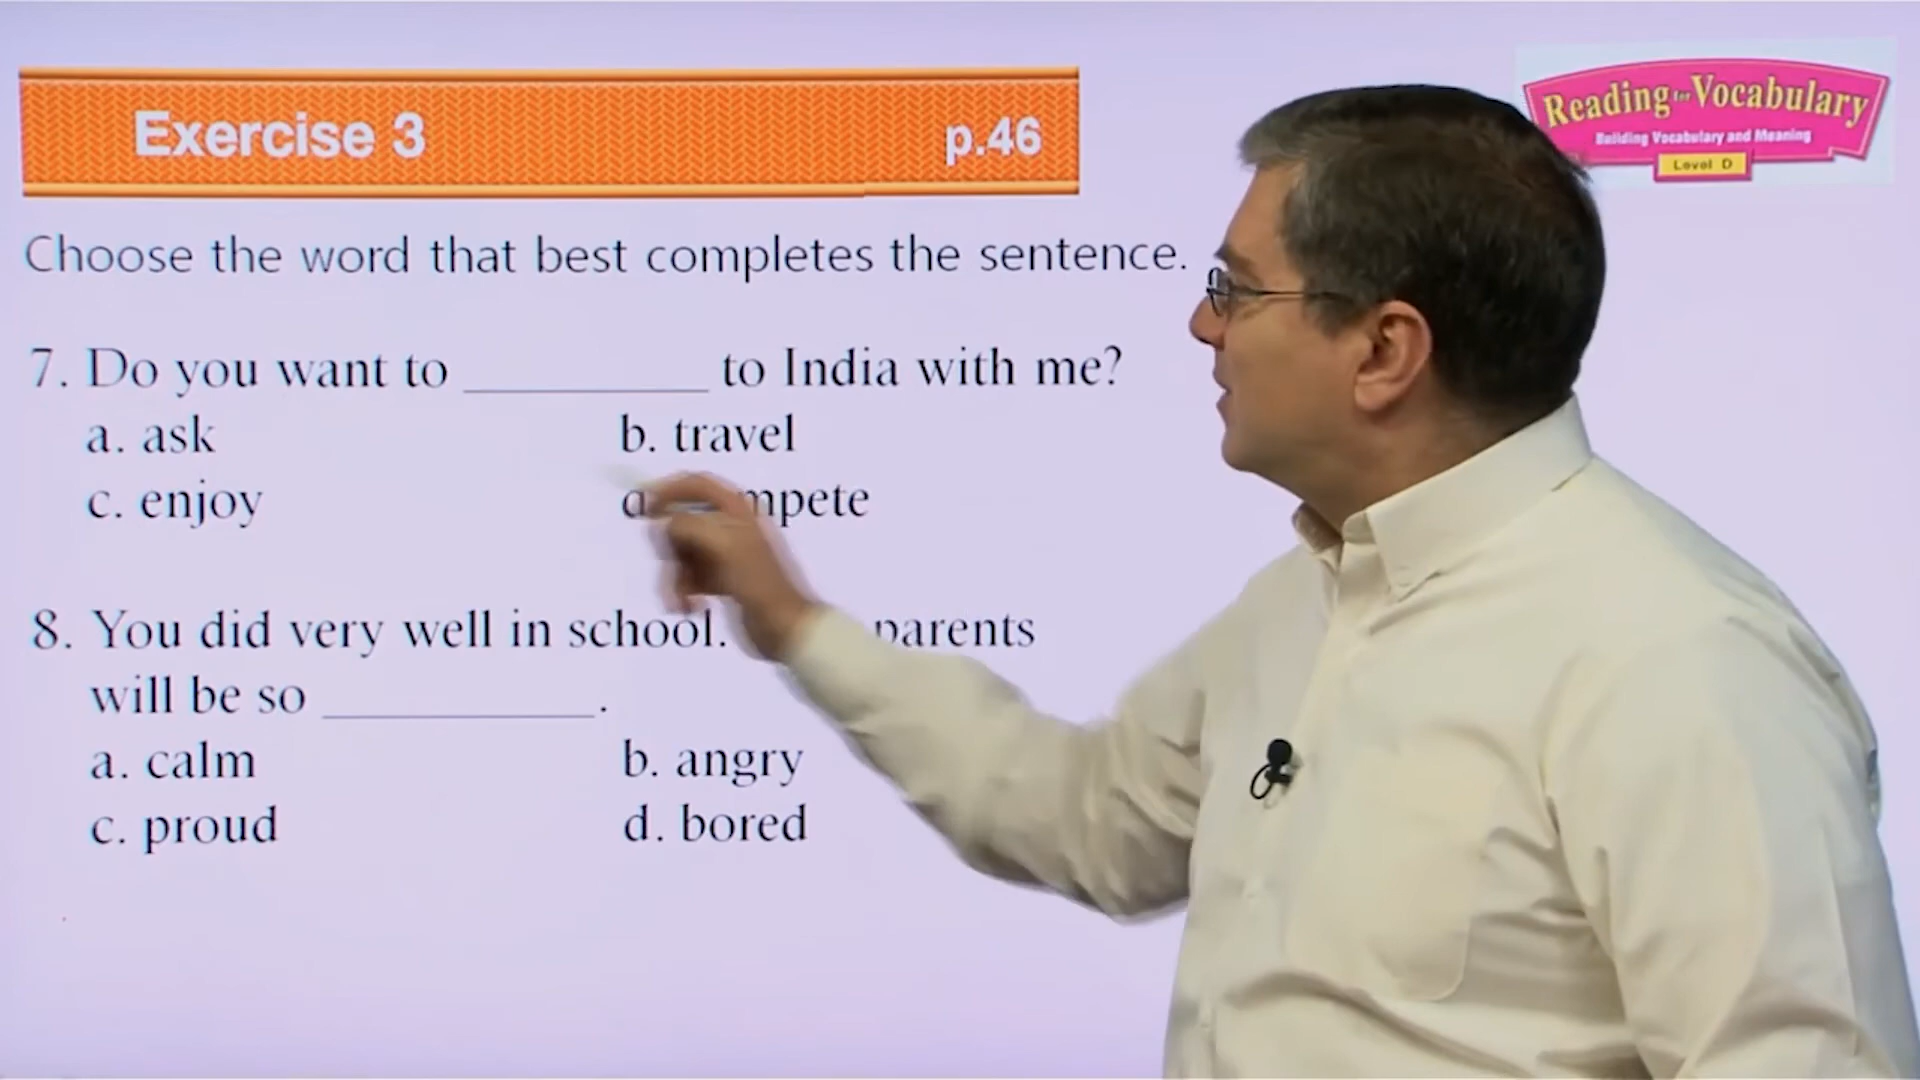 Exercise 3 p.46
Reading for Vocabulary
Building Vocabulary and Meaning
Level D
Choose the word that best completes the sentence.
7. Do you want to __________ to India with me?
a. ask b. travel
c. enjoy
8. You did very well in school. parents
will be so ___________.
a. calm b. angry
c. proud d. bored